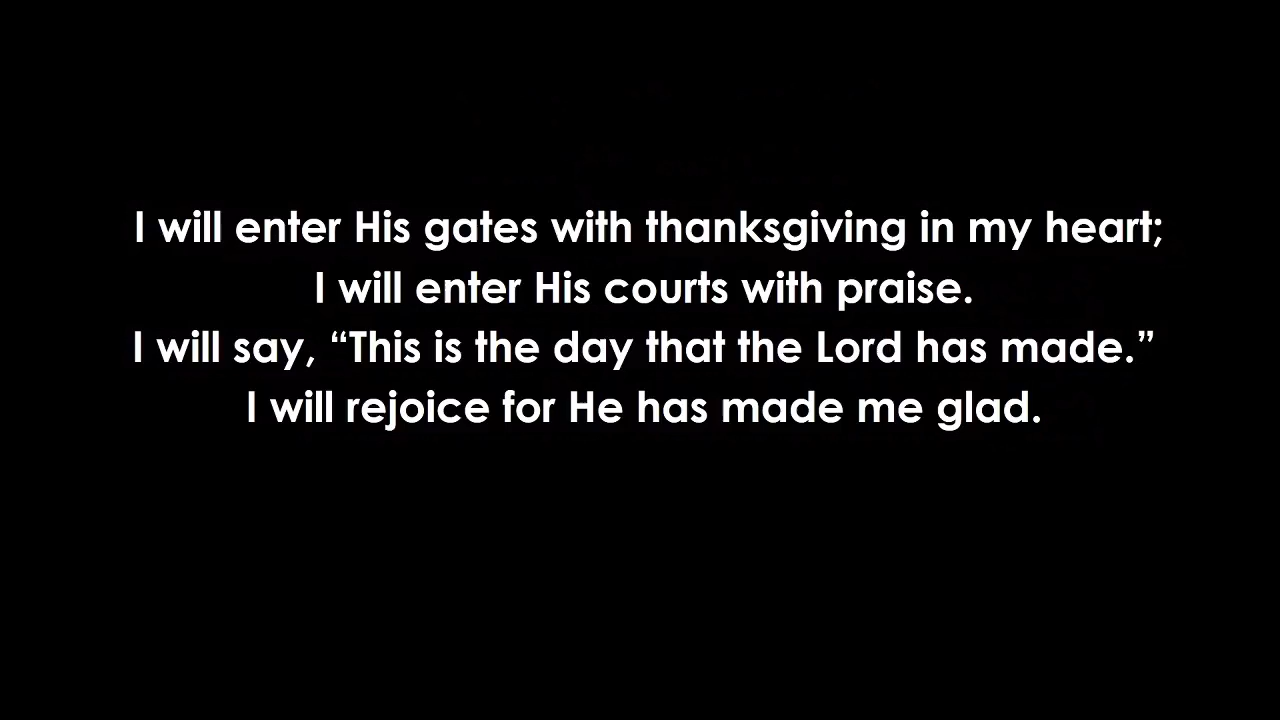 I will enter His gates with thanksgiving in my heart;
I will enter His courts with praise.
I will say, “This is the day that the Lord has made.”
I will rejoice for He has made me glad.